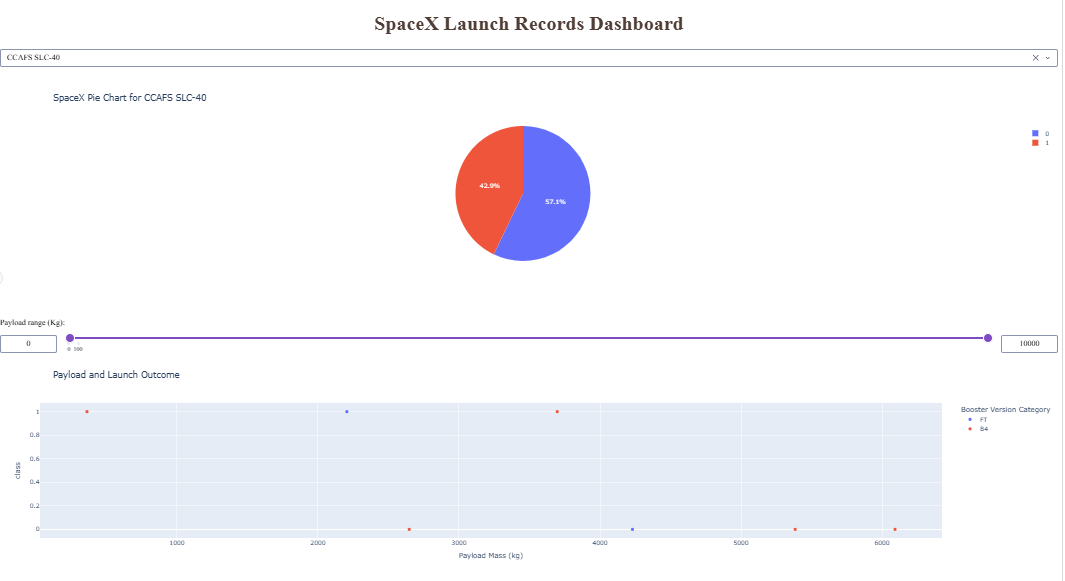 SpaceX Launch Records Dashboard
CCAFS SLC-40
SpaceX Pie Chart for CCAFS SLC-40
0
1
42.9%
57.1%
Payload range (Kg):
0
10000
0 500
Payload and Launch Outcome
Booster Version Category
FT
B4
1
0.8
0.6
0.4
0.2
0
class
1000 2000 3000 4000 5000 6000
Payload Mass (kg)